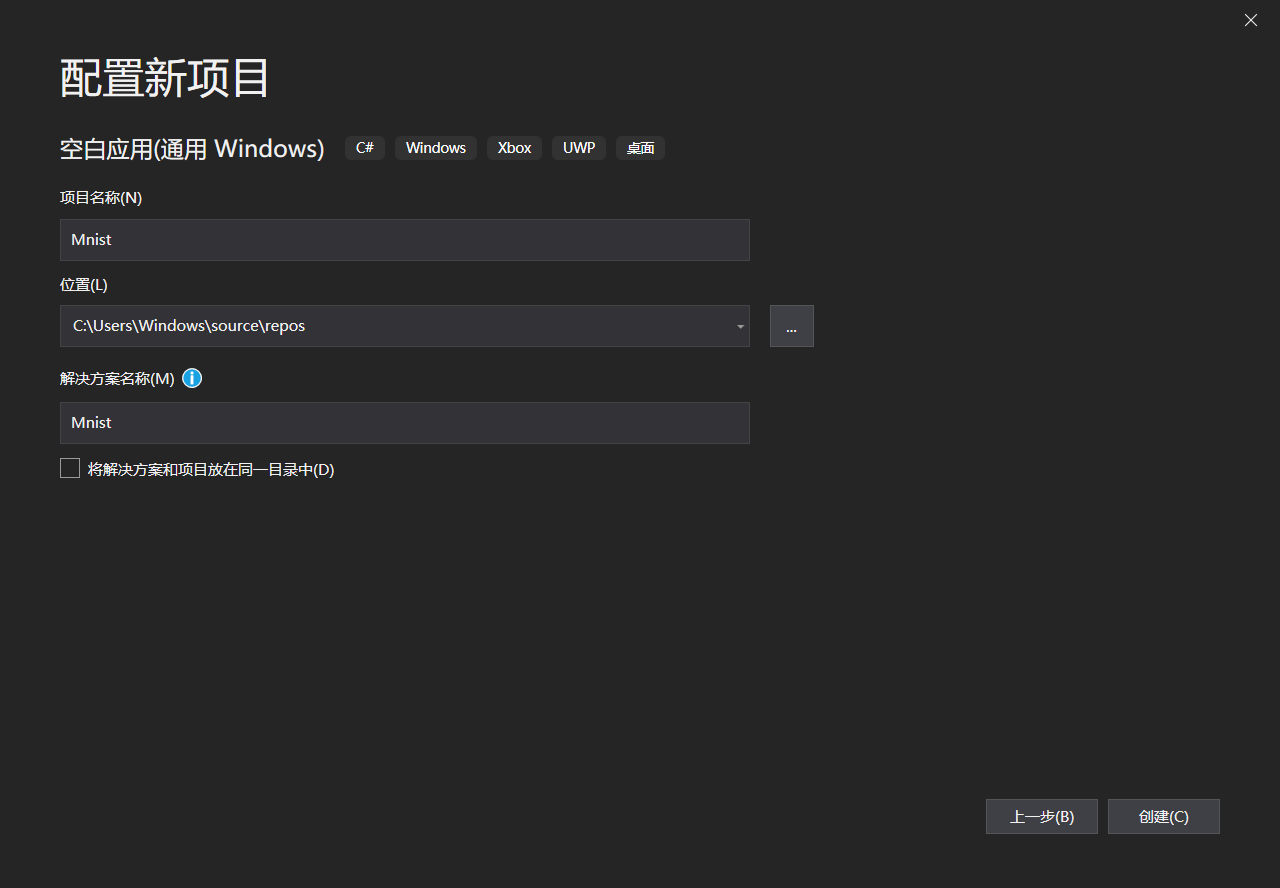 配置新项目
空白应用(通用 Windows) C# Windows Xbox UWP 桌面
项目名称(N)
Mnist
位置(L)
C:\Users\Windows\source\repos ...
解决方案名称(M)
Mnist
将解决方案和项目放在同一目录中(D)
上一步(B) 创建(C)